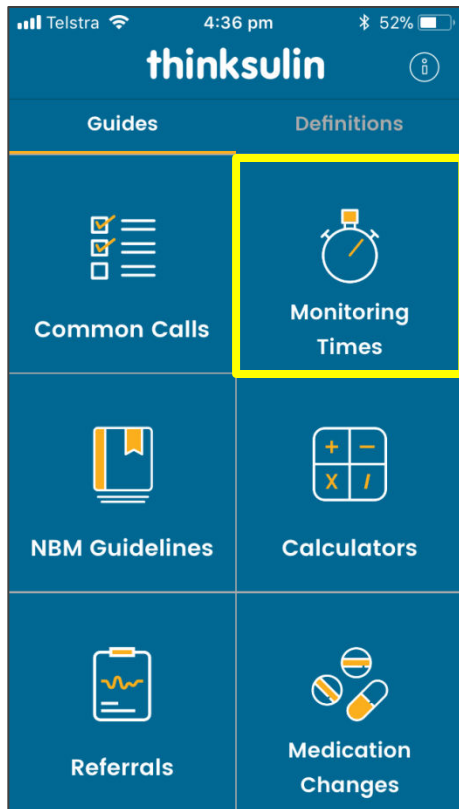 Telstra 4:36 pm 52%
thinksulin
Guides Definitions
Common Calls
Monitoring
Times
NBM Guidelines
Calculators
Referrals
Medication
Changes